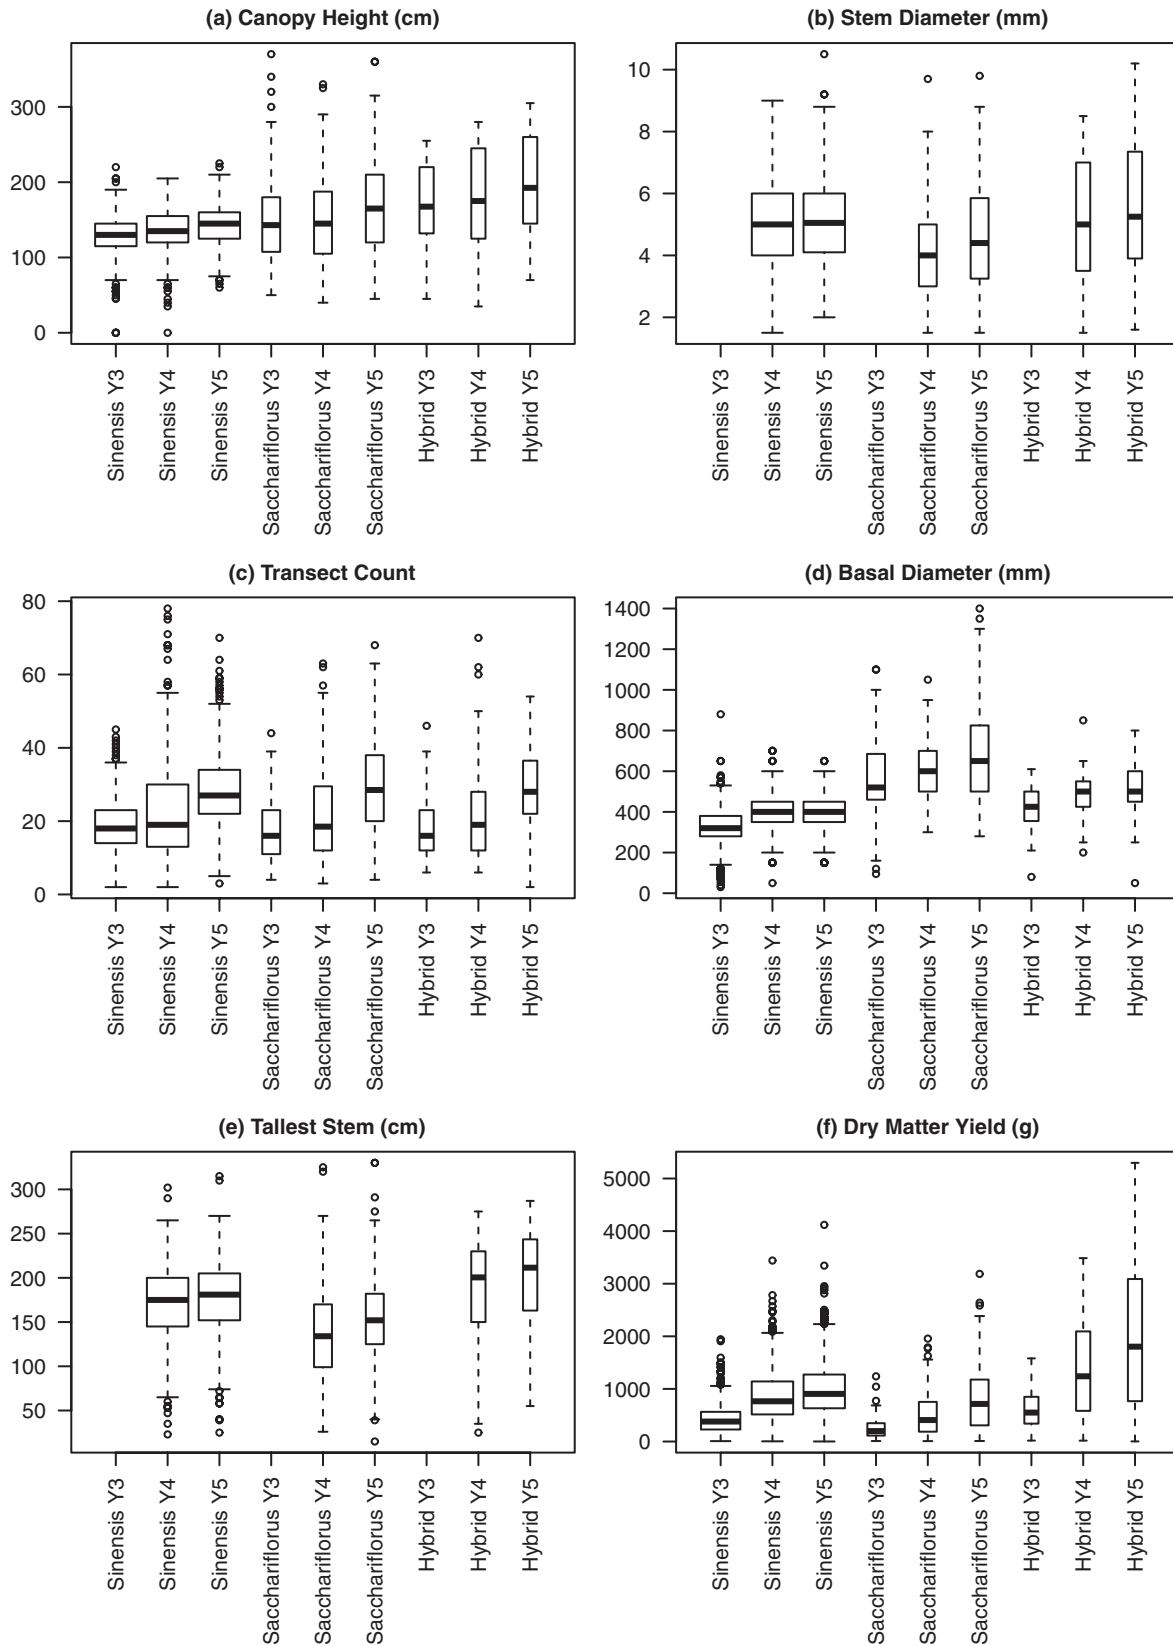 (a) Canopy Height (cm)
300
200
100
0
Sinensis Y3
Sinensis Y4
Sinensis Y5
Sacchariflorus Y3
Sacchariflorus Y4
Sacchariflorus Y5
Hybrid Y3
Hybrid Y4
Hybrid Y5
(b) Stem Diameter (mm)
10
8
6
4
2
Sinensis Y3
Sinensis Y4
Sinensis Y5
Sacchariflorus Y3
Sacchariflorus Y4
Sacchariflorus Y5
Hybrid Y3
Hybrid Y4
Hybrid Y5
(c) Transect Count
80
60
40
20
0
Sinensis Y3
Sinensis Y4
Sinensis Y5
Sacchariflorus Y3
Sacchariflorus Y4
Sacchariflorus Y5
Hybrid Y3
Hybrid Y4
Hybrid Y5
(d) Basal Diameter (mm)
1400
1200
1000
800
600
400
200
0
Sinensis Y3
Sinensis Y4
Sinensis Y5
Sacchariflorus Y3
Sacchariflorus Y4
Sacchariflorus Y5
Hybrid Y3
Hybrid Y4
Hybrid Y5
(e) Tallest Stem (cm)
300
250
200
150
100
50
Sinensis Y3
Sinensis Y4
Sinensis Y5
Sacchariflorus Y3
Sacchariflorus Y4
Sacchariflorus Y5
Hybrid Y3
Hybrid Y4
Hybrid Y5
(f) Dry Matter Yield (g)
5000
4000
3000
2000
1000
0
Sinensis Y3
Sinensis Y4
Sinensis Y5
Sacchariflorus Y3
Sacchariflorus Y4
Sacchariflorus Y5
Hybrid Y3
Hybrid Y4
Hybrid Y5